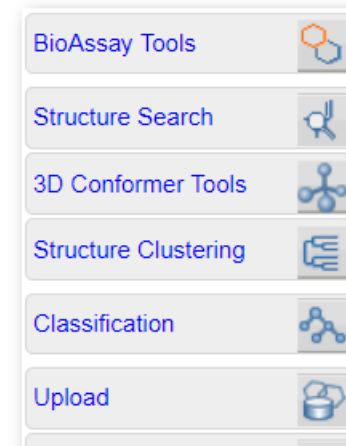 BioAssay Tools
Structure Search
3D Conformer Tools
Structure Clustering
Classification
Upload